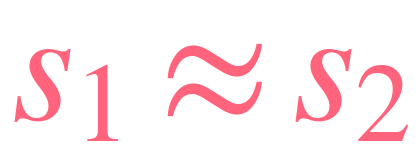 s₁ ≈ s₂